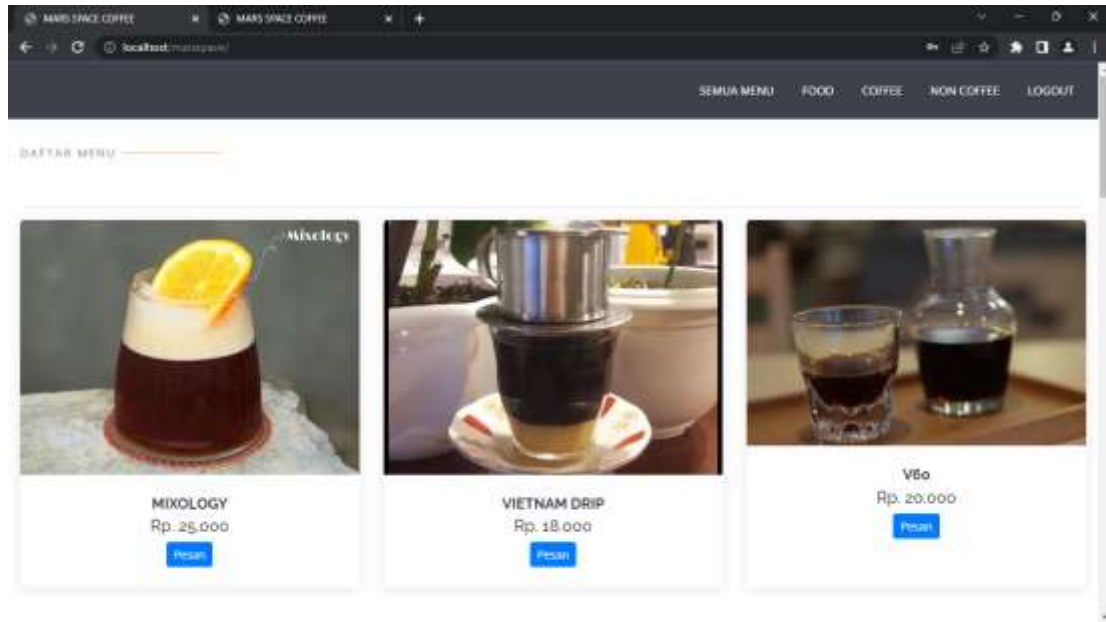 MARS SPACE COFFEE
MARS SPACE COFFEE
localhost/marsspace/
SEMUA MENU FOOD COFFEE NON COFFEE LOGOUT
DAFTAR MENU
Mixology
MIXOLOGY
Rp. 25.000
Pesan
VIETNAM DRIP
Rp. 18.000
Pesan
V60
Rp. 20.000
Pesan